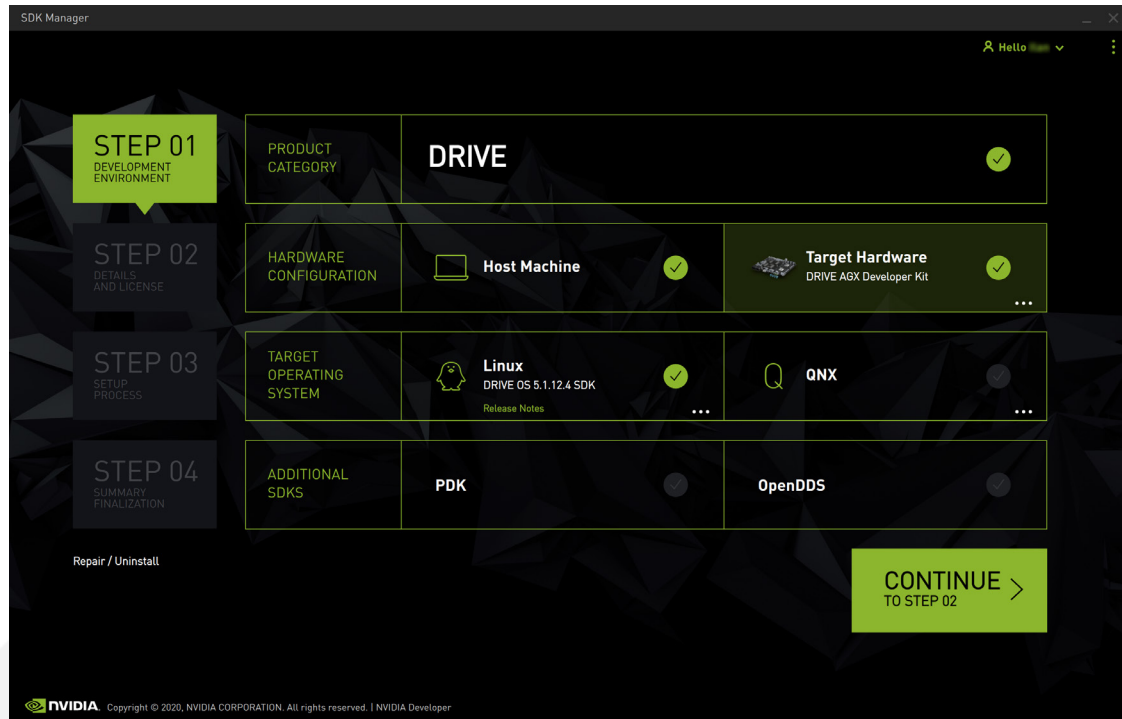 SDK Manager
Hello
STEP 01
DEVELOPMENT
ENVIRONMENT
PRODUCT
CATEGORY
DRIVE
STEP 02
DETAILS
AND LICENSE
HARDWARE
CONFIGURATION
Host Machine
Target Hardware
DRIVE AGX Developer Kit
STEP 03
SETUP
PROCESS
TARGET
OPERATING
SYSTEM
Linux
DRIVE OS 5.1.12.4 SDK
Release Notes
QNX
STEP 04
SUMMARY
FINALIZATION
ADDITIONAL
SDKS
PDK
OpenDDS
Repair / Uninstall
CONTINUE
TO STEP 02
NVIDIA. Copyright © 2020, NVIDIA CORPORATION. All rights reserved. | NVIDIA Developer